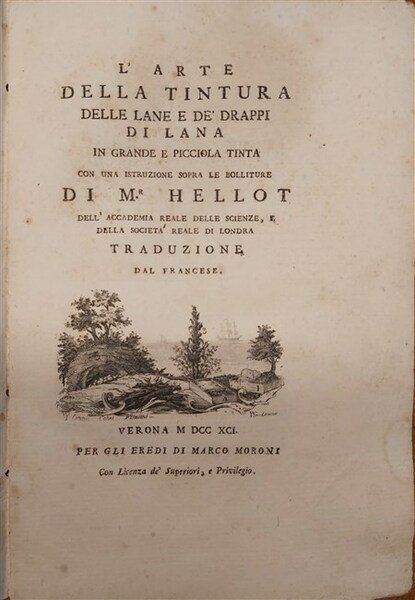 L' ARTE
DELLA TINTURA
DELLE LANE E DE' DRAPPI
DI LANA
IN GRANDE E PICCIOLA TINTA
CON UNA ISTRUZIONE SOPRA LE BOLLITURE
DI M.r HELLOT
DELL' ACCADEMIA REALE DELLE SCIENZE, E
DELLA SOCIETA' REALE DI LONDRA
TRADUZIONE
DAL FRANCESE.
VERONA M DCC XCI.
PER GLI EREDI DI MARCO MORONI
Con Licenza de' Superiori, e Privilegio.